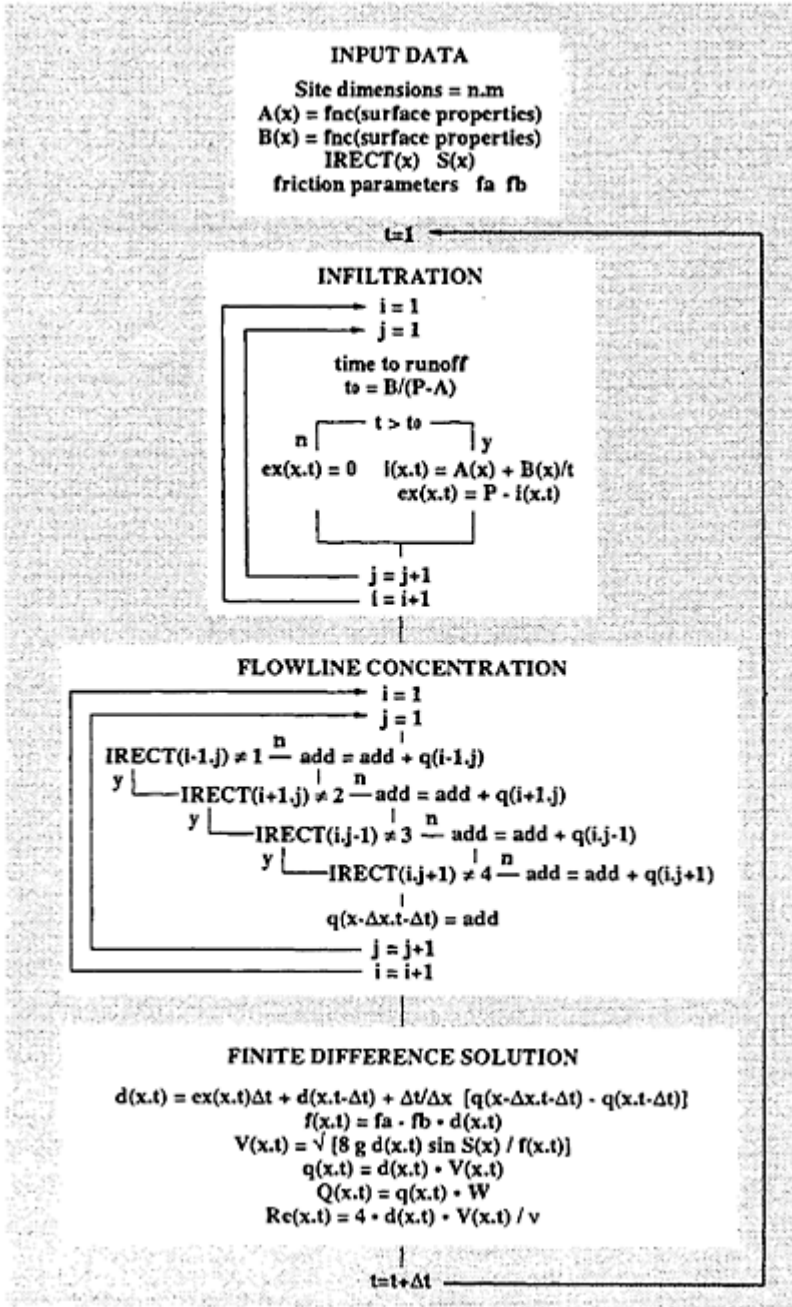 INPUT DATA
Site dimensions = n.m
A(x) = fnc(surface properties)
B(x) = fnc(surface properties)
IRECT(x) S(x)
friction parameters fa fb
t=1
INFILTRATION
i = 1
j = 1
time to runoff
to = B/(P-A)
t > to
n y
ex(x.t) = 0 i(x.t) = A(x) + B(x)/t
ex(x.t) = P - i(x.t)
j = j+1
i = i+1
FLOWLINE CONCENTRATION
i = 1
j = 1
IRECT(i-1,j) ≠ 1 n add = add + q(i-1,j)
y IRECT(i+1,j) ≠ 2 n add = add + q(i+1,j)
y IRECT(i.j-1) ≠ 3 n add = add + q(i.j-1)
y IRECT(i.j+1) ≠ 4 n add = add + q(i.j+1)
q(x-Δx.t-Δt) = add
j = j+1
i = i+1
FINITE DIFFERENCE SOLUTION
d(x.t) = ex(x.t)Δt + d(x.t-Δt) + Δt/Δx [q(x-Δx.t-Δt) - q(x.t-Δt)]
f(x.t) = fa - fb • d(x.t)
V(x.t) = √ [8 g d(x.t) sin S(x) / f(x.t)]
q(x.t) = d(x.t) • V(x.t)
Q(x.t) = q(x.t) • W
Re(x.t) = 4 • d(x.t) • V(x.t) / ν
t=t+Δt